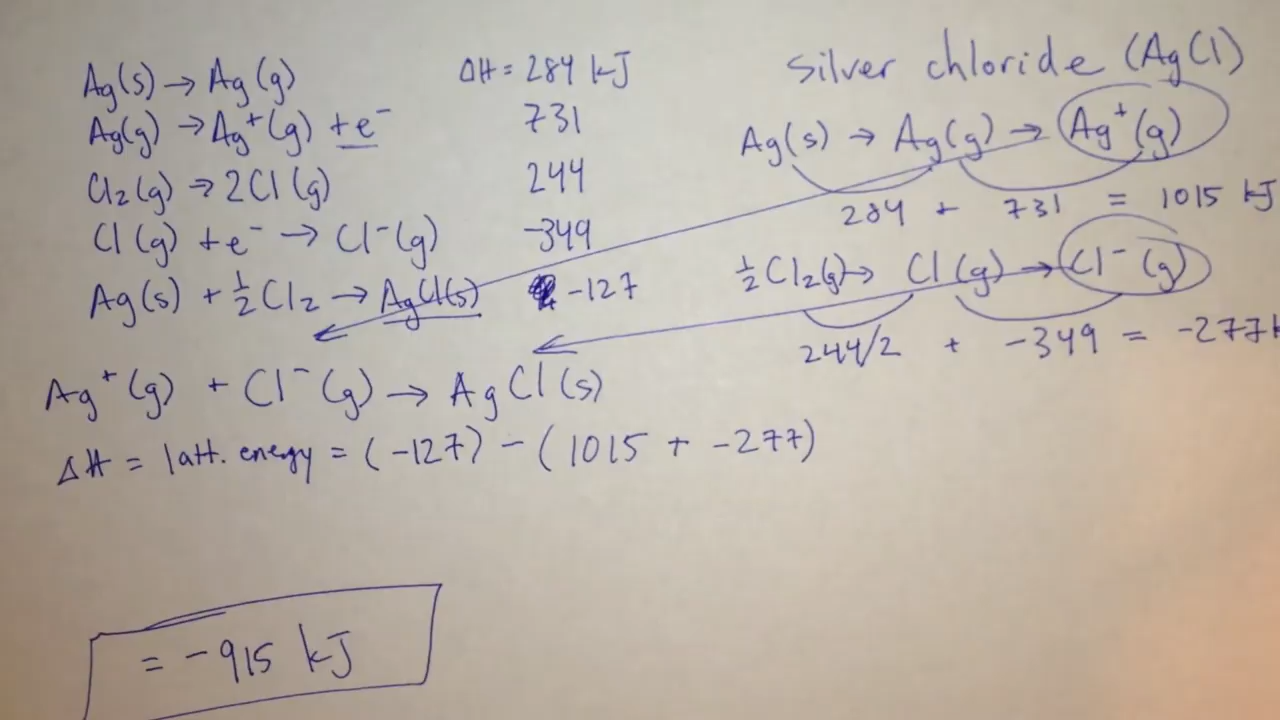 Ag(s) → Ag(g) ΔH = 284 kJ
Ag(g) → Ag⁺(g) + e⁻ 731
Cl₂(g) → 2Cl(g) 244
Cl(g) + e⁻ → Cl⁻(g) -349
Ag(s) + ½Cl₂ → AgCl(s) -127
Silver chloride (AgCl)
Ag(s) → Ag(g) → Ag⁺(g)
284 + 731 = 1015 kJ
½Cl₂(g) → Cl(g) → Cl⁻(g)
244/2 + -349 = -277k
Ag⁺(g) + Cl⁻(g) → AgCl(s)
ΔH = latt. energy = (-127) - (1015 + -277)
= -915 kJ